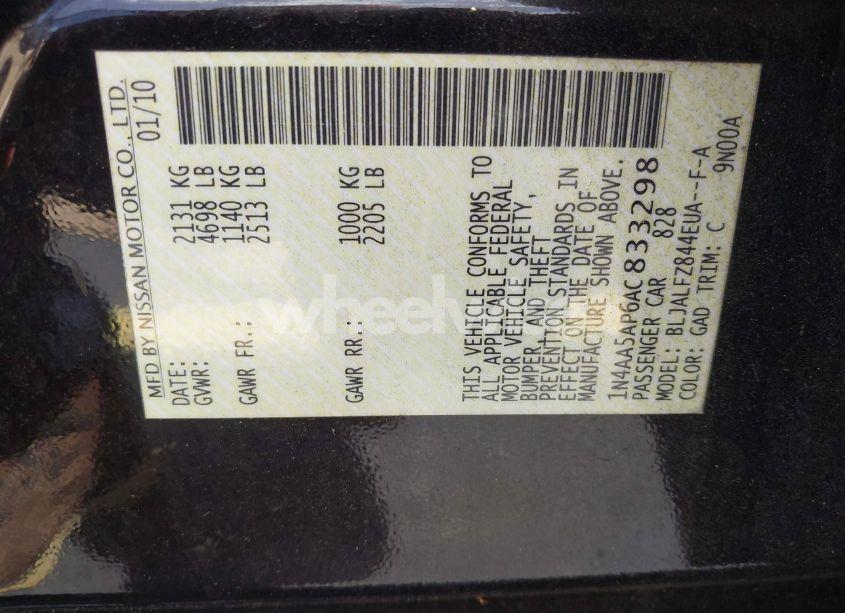 MFD BY NISSAN MOTOR CO., LTD.
01/10
DATE: 2131 KG
GVWR: 4698 LB
1140 KG
GAWR FR.: 2513 LB
1000 KG
GAWR RR.: 2205 LB
THIS VEHICLE CONFORMS TO
ALL APPLICABLE FEDERAL
MOTOR VEHICLE SAFETY,
BUMPER, AND THEFT
PREVENTION STANDARDS IN
EFFECT ON THE DATE OF
MANUFACTURE SHOWN ABOVE.
1N4AA5AP6AC833298
PASSENGER CAR 828
MODEL: BLJALFZ844EUA--F-A
COLOR: GAD TRIM: C 9N00A